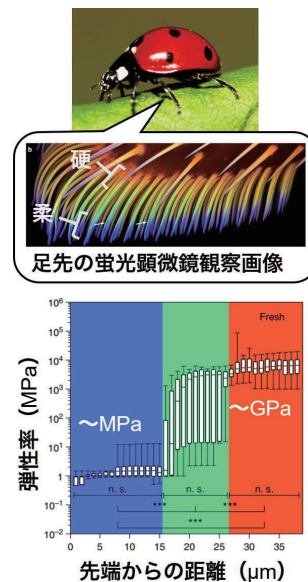 b
硬
柔
足先の蛍光顕微鏡観察画像
弾性率（MPa）
10⁶
10⁵
10⁴
10³
10²
10¹
1
10⁻¹
10⁻²
Fresh
～MPa
～GPa
n. s.
n. s.
n. s.
***
***
***
0
5
10
15
20
25
30
35
先端からの距離（μm）